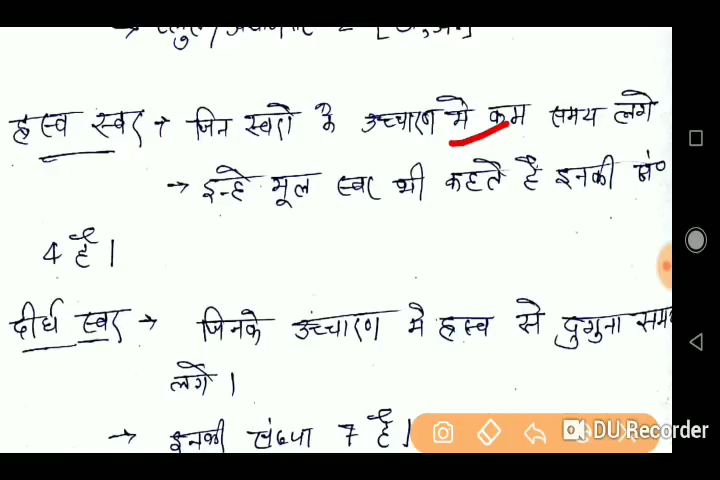 ह्रस्व स्वर → जिन स्वरो के उच्चारण मे कम समय लगे
→ इन्हे मूल स्वर भी कहते हैं इनकी सं०
4 है।
दीर्घ स्वर → जिनके उच्चारण मे ह्रस्व से दुगुना समय
लगे।
→ इनकी संख्या 7 है।
DU Recorder